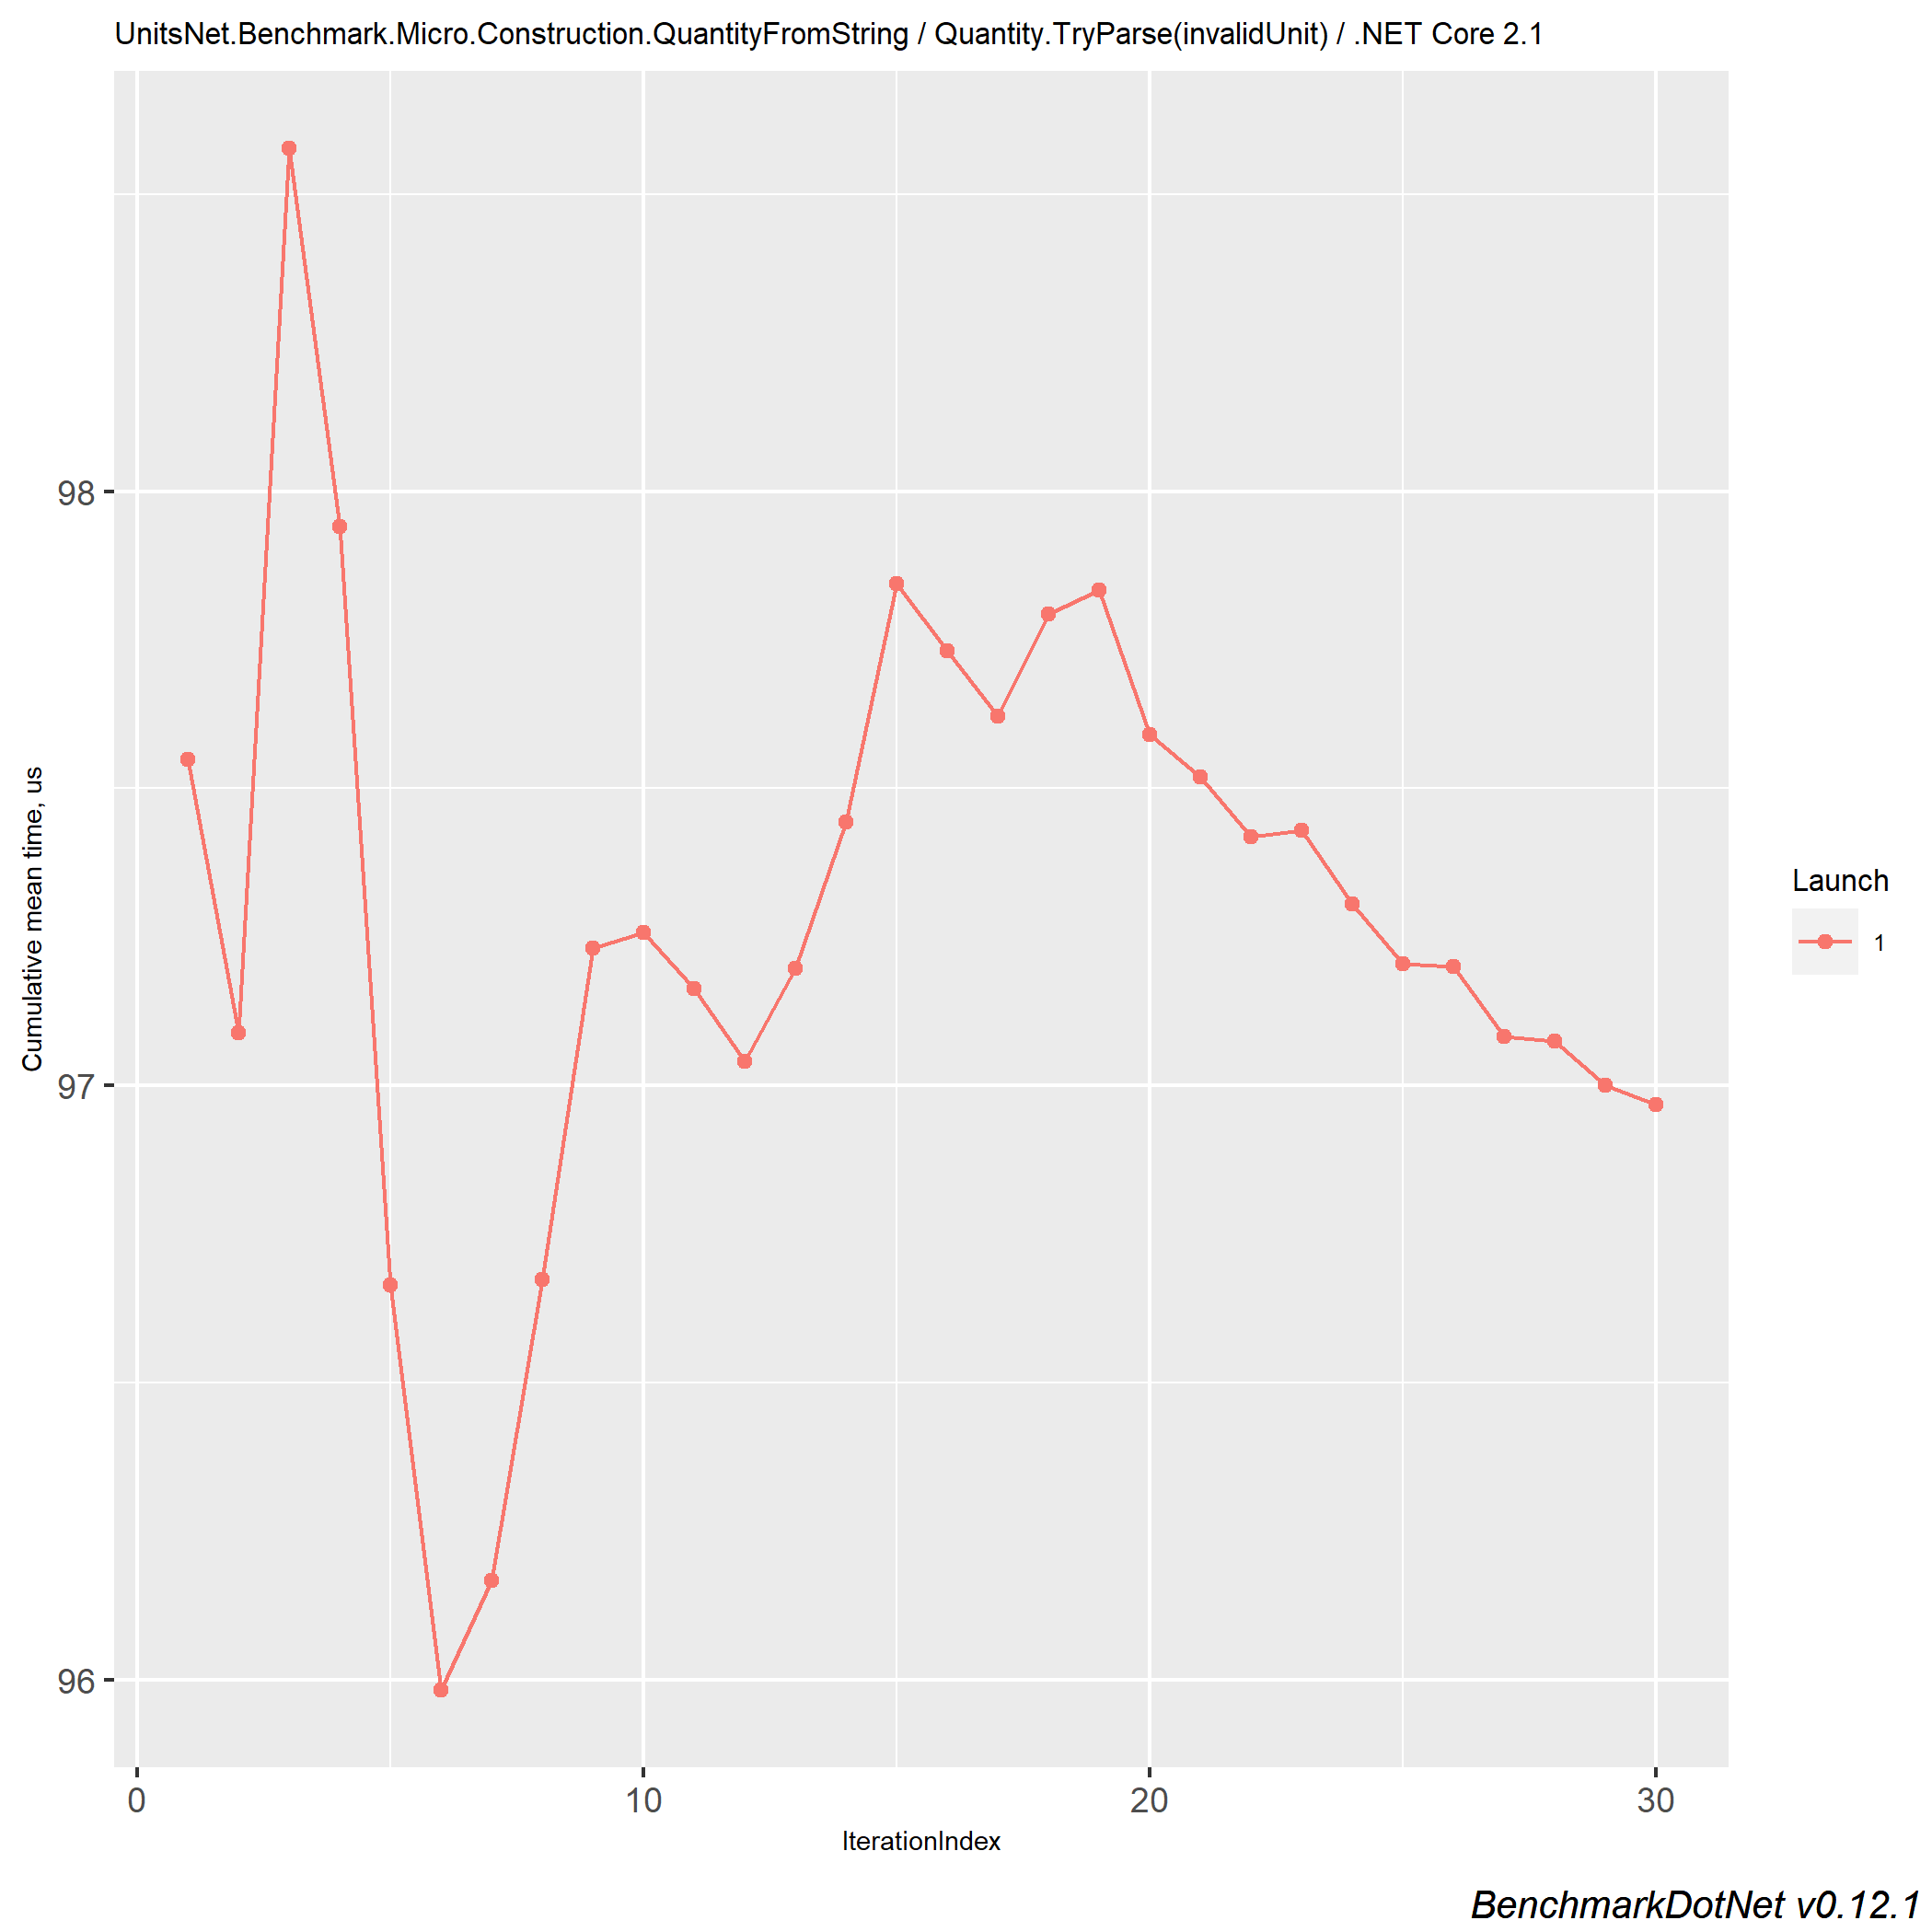 UnitsNet.Benchmark.Micro.Construction.QuantityFromString / Quantity.TryParse(invalidUnit) / .NET Core 2.1
98
97
96
Cumulative mean time, us
0 10 20 30
IterationIndex
Launch
1
BenchmarkDotNet v0.12.1